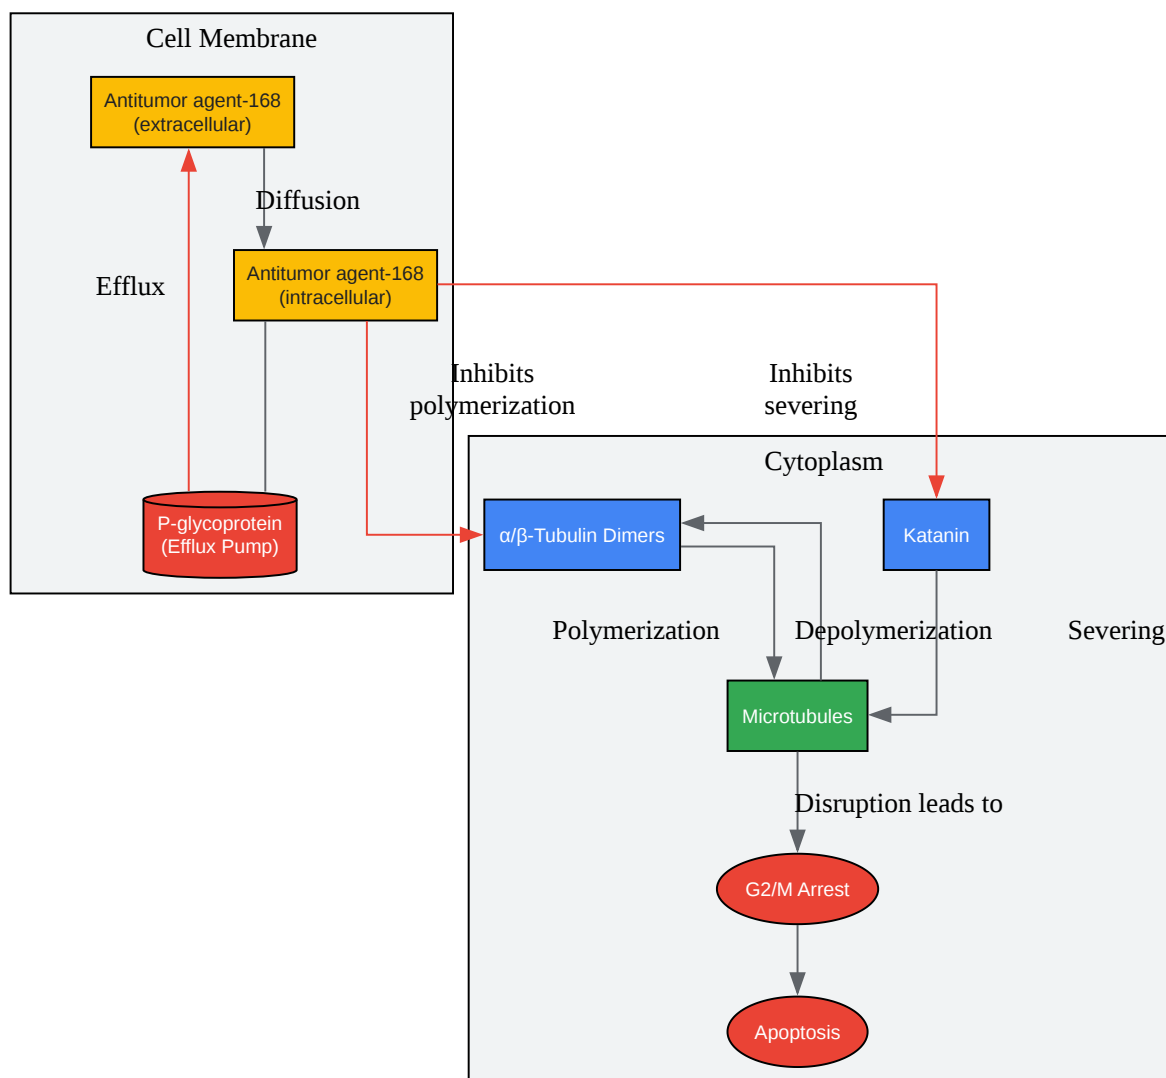 Cell Membrane
Antitumor agent-168
(extracellular)
Diffusion
Efflux
Antitumor agent-168
(intracellular)
Inhibits
polymerization
Inhibits
severing
P-glycoprotein
(Efflux Pump)
Cytoplasm
α/β-Tubulin Dimers
Katanin
Polymerization
Depolymerization
Severing
Microtubules
Disruption leads to
G2/M Arrest
Apoptosis